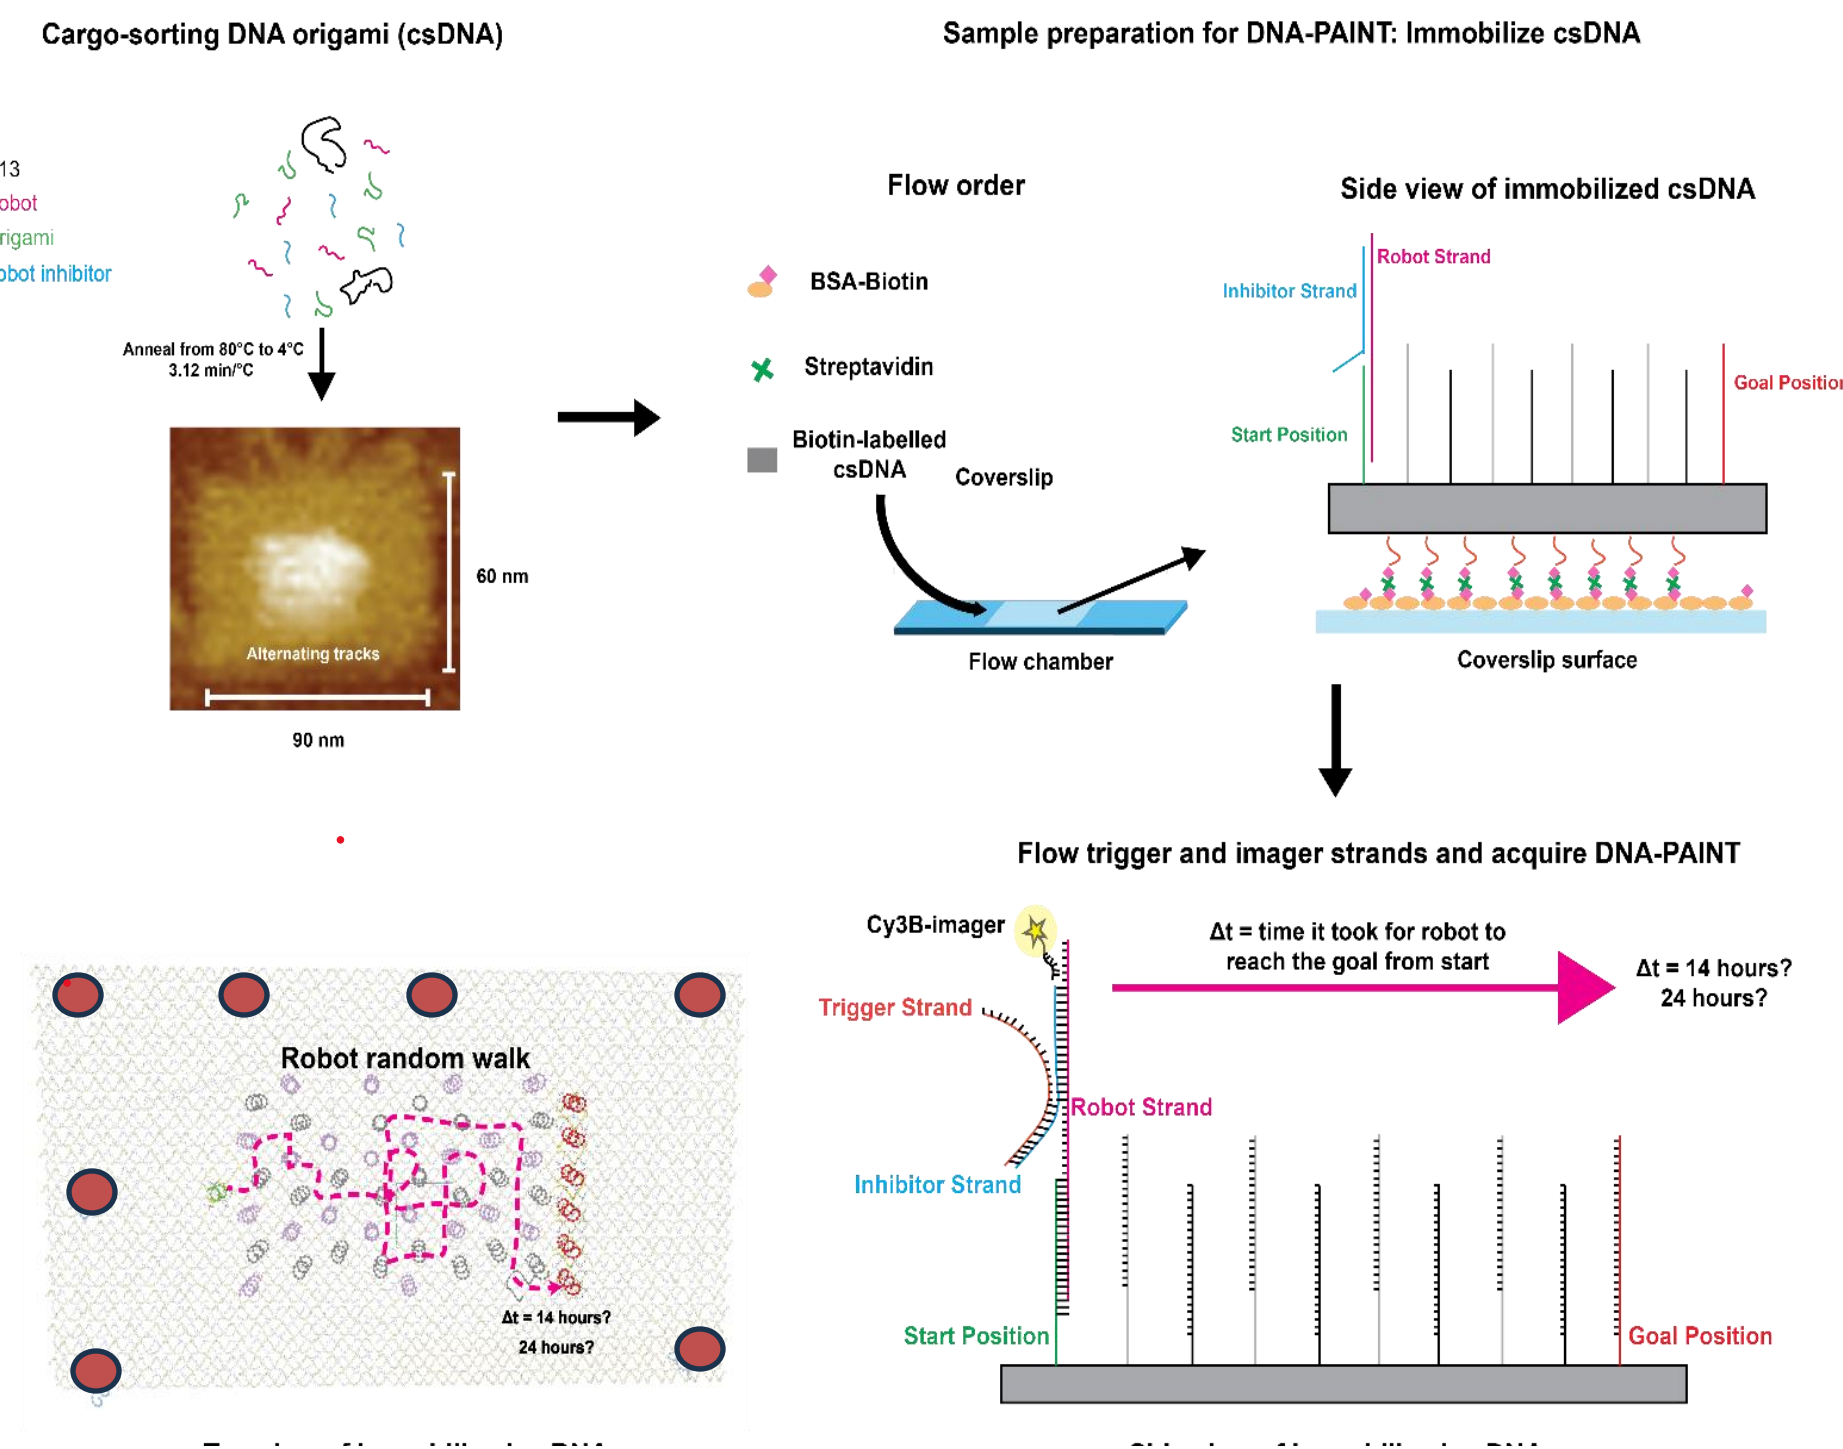 Cargo-sorting DNA origami (csDNA)
13
obot
rigami
obot inhibitor
Anneal from 80°C to 4°C
3.12 min/°C
Alternating tracks
60 nm
90 nm
Sample preparation for DNA-PAINT: Immobilize csDNA
Flow order
BSA-Biotin
Streptavidin
Biotin-labelled
csDNA
Coverslip
Flow chamber
Side view of immobilized csDNA
Robot Strand
Inhibitor Strand
Goal Position
Start Position
Coverslip surface
Flow trigger and imager strands and acquire DNA-PAINT
Cy3B-imager
Δt = time it took for robot to
reach the goal from start
Δt = 14 hours?
24 hours?
Trigger Strand
Robot Strand
Inhibitor Strand
Start Position
Goal Position
Robot random walk
Δt = 14 hours?
24 hours?